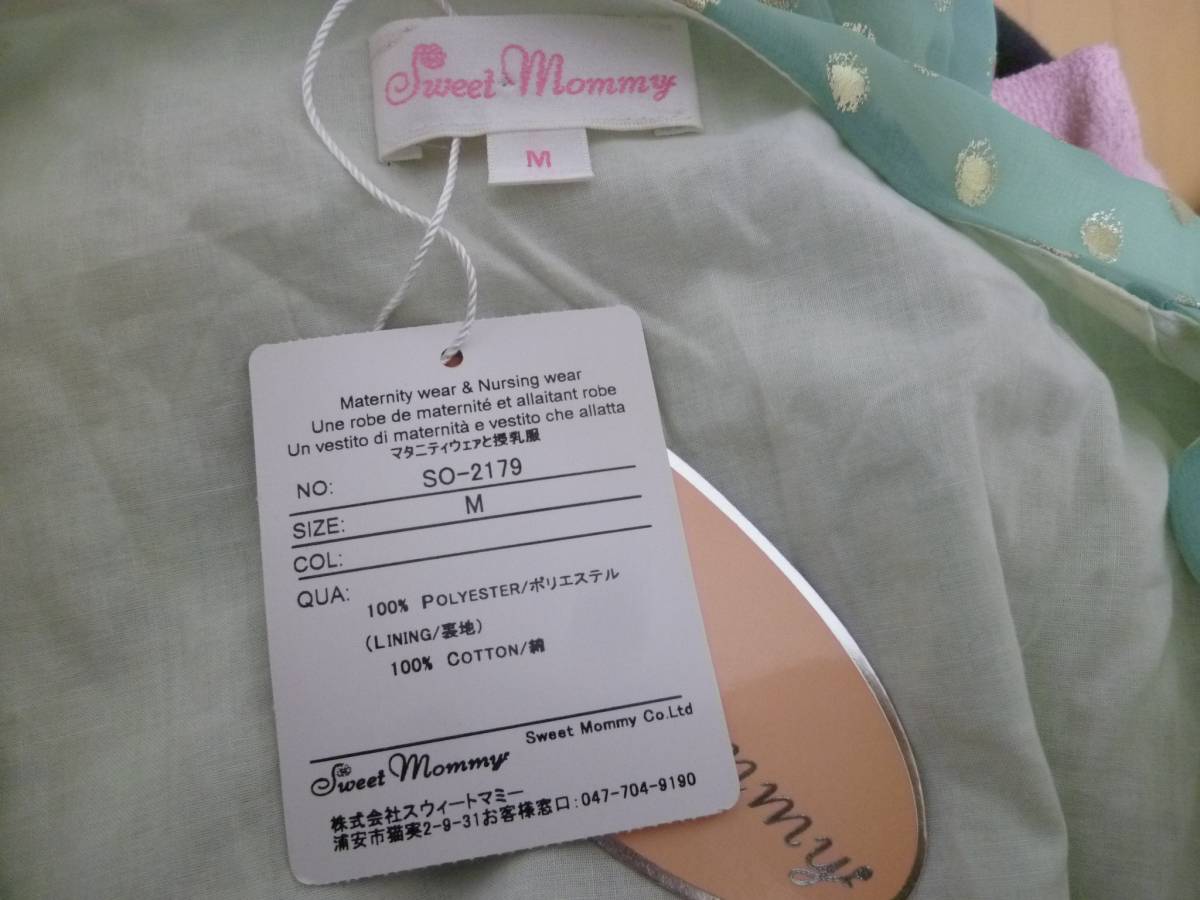 Sweet Mommy
M
Maternity wear & Nursing wear
Une robe de maternité et allaitant robe
Un vestito di maternità e vestito che allatta
マタニティウェアと授乳服
NO: SO-2179
SIZE: M
COL:
QUA: 100% POLYESTER/ポリエステル
(LINING/裏地)
100% COTTON/綿
Sweet Mommy Co.Ltd
Sweet Mommy
株式会社スウィートマミー
浦安市猫実2-9-31お客様窓口:047-704-9190
mmy